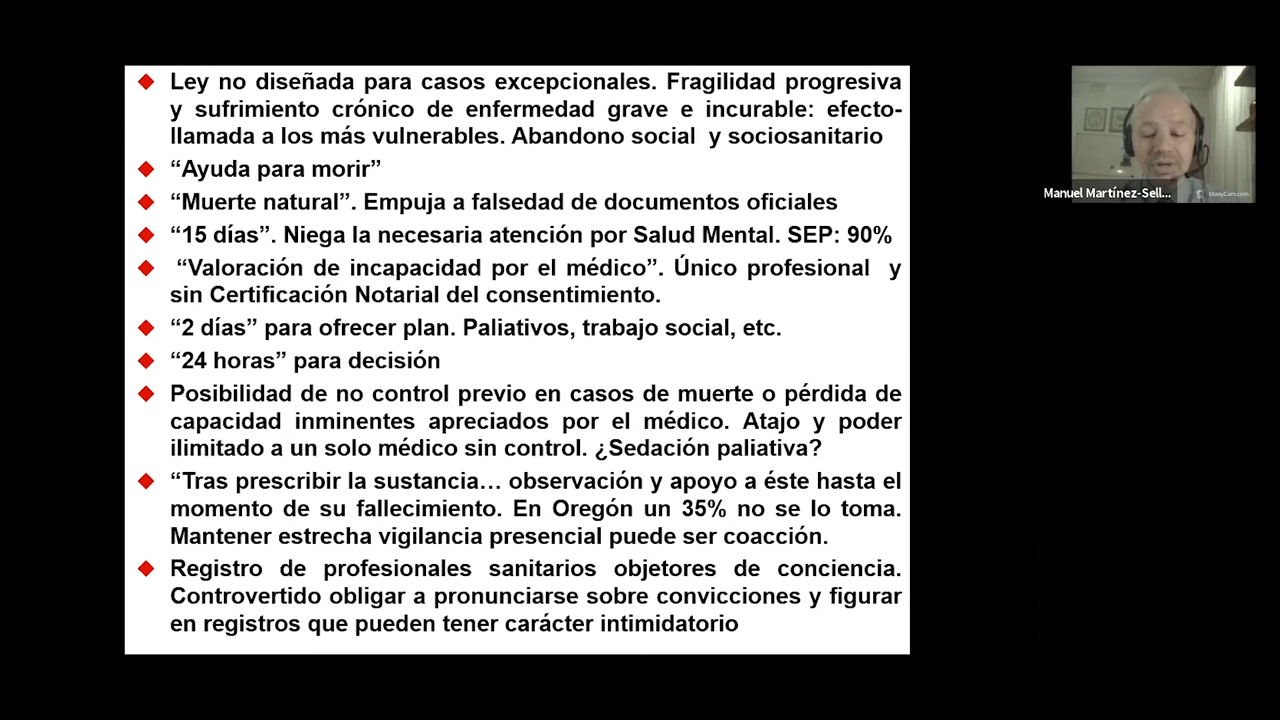 Ley no diseñada para casos excepcionales. Fragilidad progresiva
y sufrimiento crónico de enfermedad grave e incurable: efecto-
llamada a los más vulnerables. Abandono social y sociosanitario
“Ayuda para morir”
“Muerte natural”. Empuja a falsedad de documentos oficiales
“15 días”. Niega la necesaria atención por Salud Mental. SEP: 90%
“Valoración de incapacidad por el médico”. Único profesional y
sin Certificación Notarial del consentimiento.
“2 días” para ofrecer plan. Paliativos, trabajo social, etc.
“24 horas” para decisión
Posibilidad de no control previo en casos de muerte o pérdida de
capacidad inminentes apreciados por el médico. Atajo y poder
ilimitado a un solo médico sin control. ¿Sedación paliativa?
“Tras prescribir la sustancia… observación y apoyo a éste hasta el
momento de su fallecimiento. En Oregón un 35% no se lo toma.
Mantener estrecha vigilancia presencial puede ser coacción.
Registro de profesionales sanitarios objetores de conciencia.
Controvertido obligar a pronunciarse sobre convicciones y figurar
en registros que pueden tener carácter intimidatorio
Manuel Martínez-Sell...
ManyCam.com